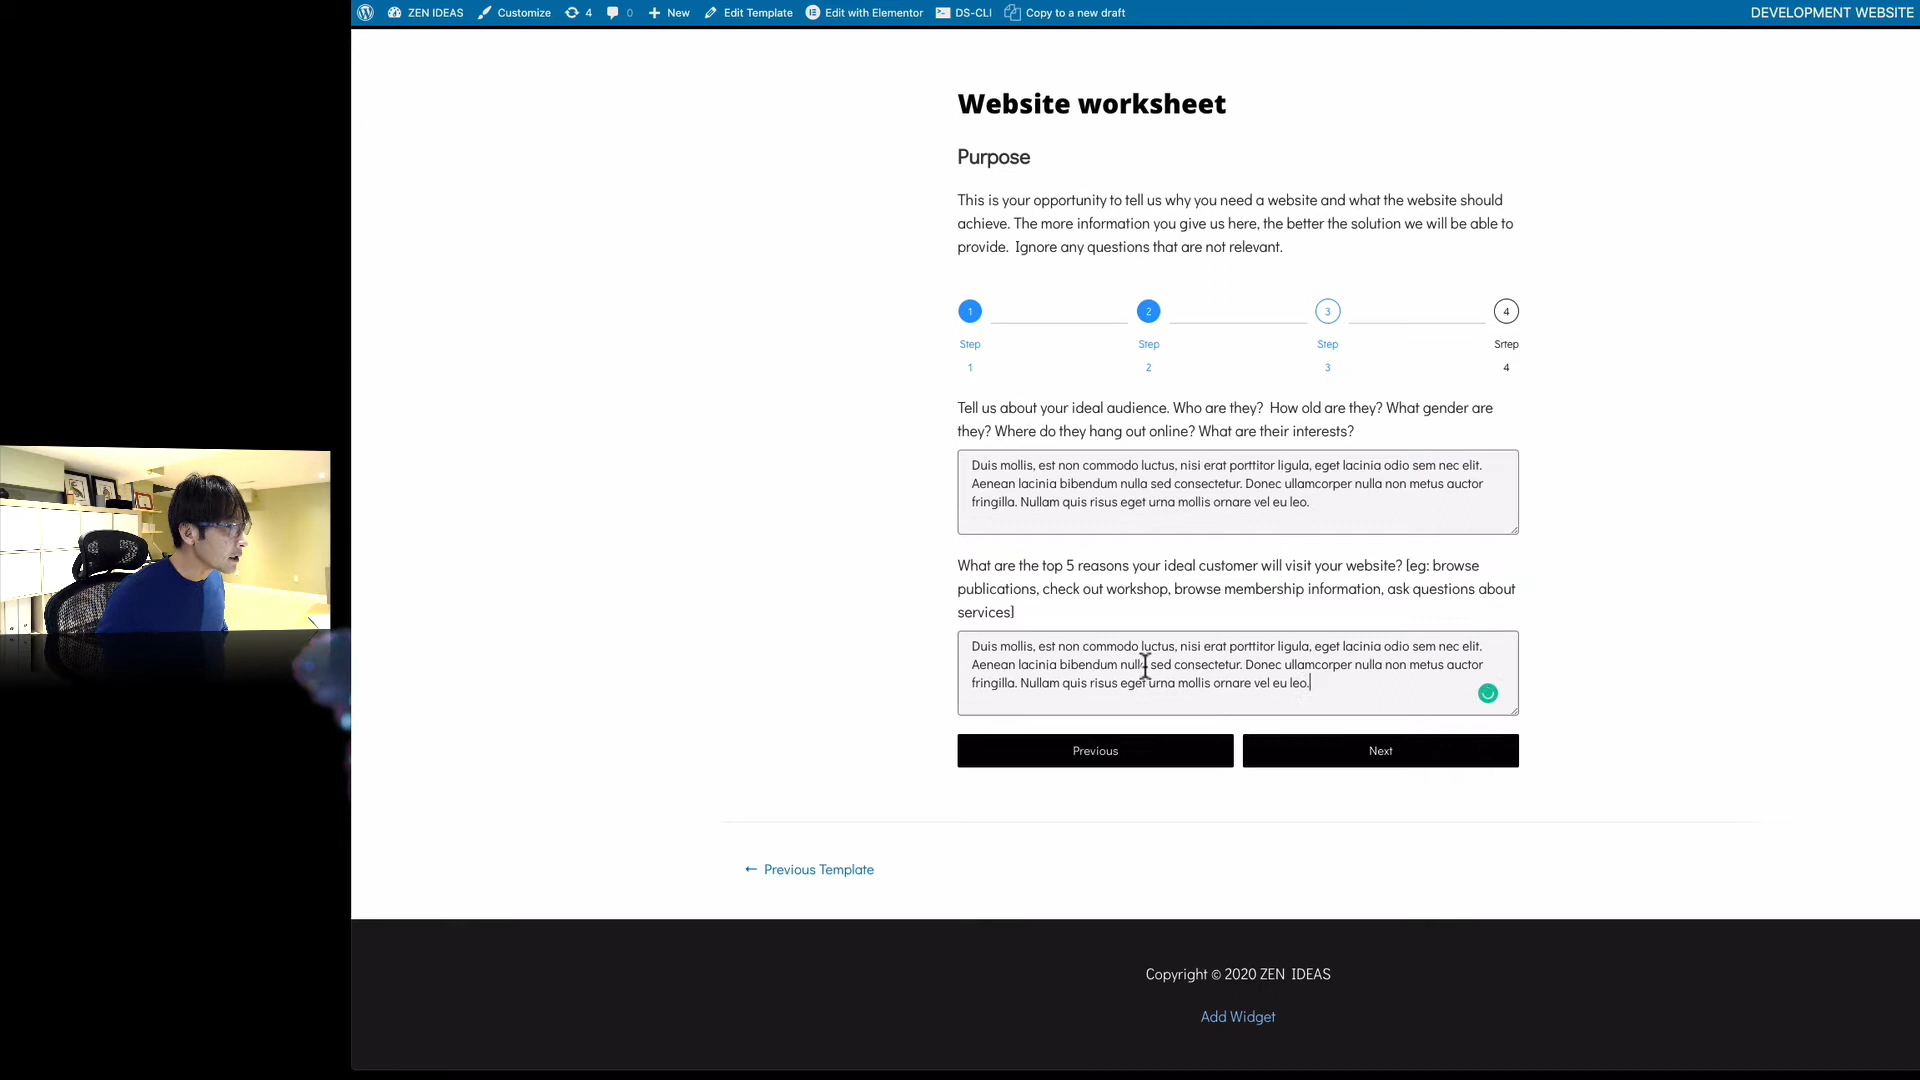 ZEN IDEAS Customize 4 0 New Edit Template Edit with Elementor DS-CLI Copy to a new draft DEVELOPMENT WEBSITE
Website worksheet
Purpose
This is your opportunity to tell us why you need a website and what the website should
achieve. The more information you give us here, the better the solution we will be able to
provide. Ignore any questions that are not relevant.
1 2 3 4
Step Step Step Srtep
1 2 3 4
Tell us about your ideal audience. Who are they? How old are they? What gender are
they? Where do they hang out online? What are their interests?
Duis mollis, est non commodo luctus, nisi erat porttitor ligula, eget lacinia odio sem nec elit.
Aenean lacinia bibendum nulla sed consectetur. Donec ullamcorper nulla non metus auctor
fringilla. Nullam quis risus eget urna mollis ornare vel eu leo.
What are the top 5 reasons your ideal customer will visit your website? [eg: browse
publications, check out workshop, browse membership information, ask questions about
services]
Duis mollis, est non commodo luctus, nisi erat porttitor ligula, eget lacinia odio sem nec elit.
Aenean lacinia bibendum nulla sed consectetur. Donec ullamcorper nulla non metus auctor
fringilla. Nullam quis risus eget urna mollis ornare vel eu leo.
Previous Next
← Previous Template
Copyright © 2020 ZEN IDEAS
Add Widget